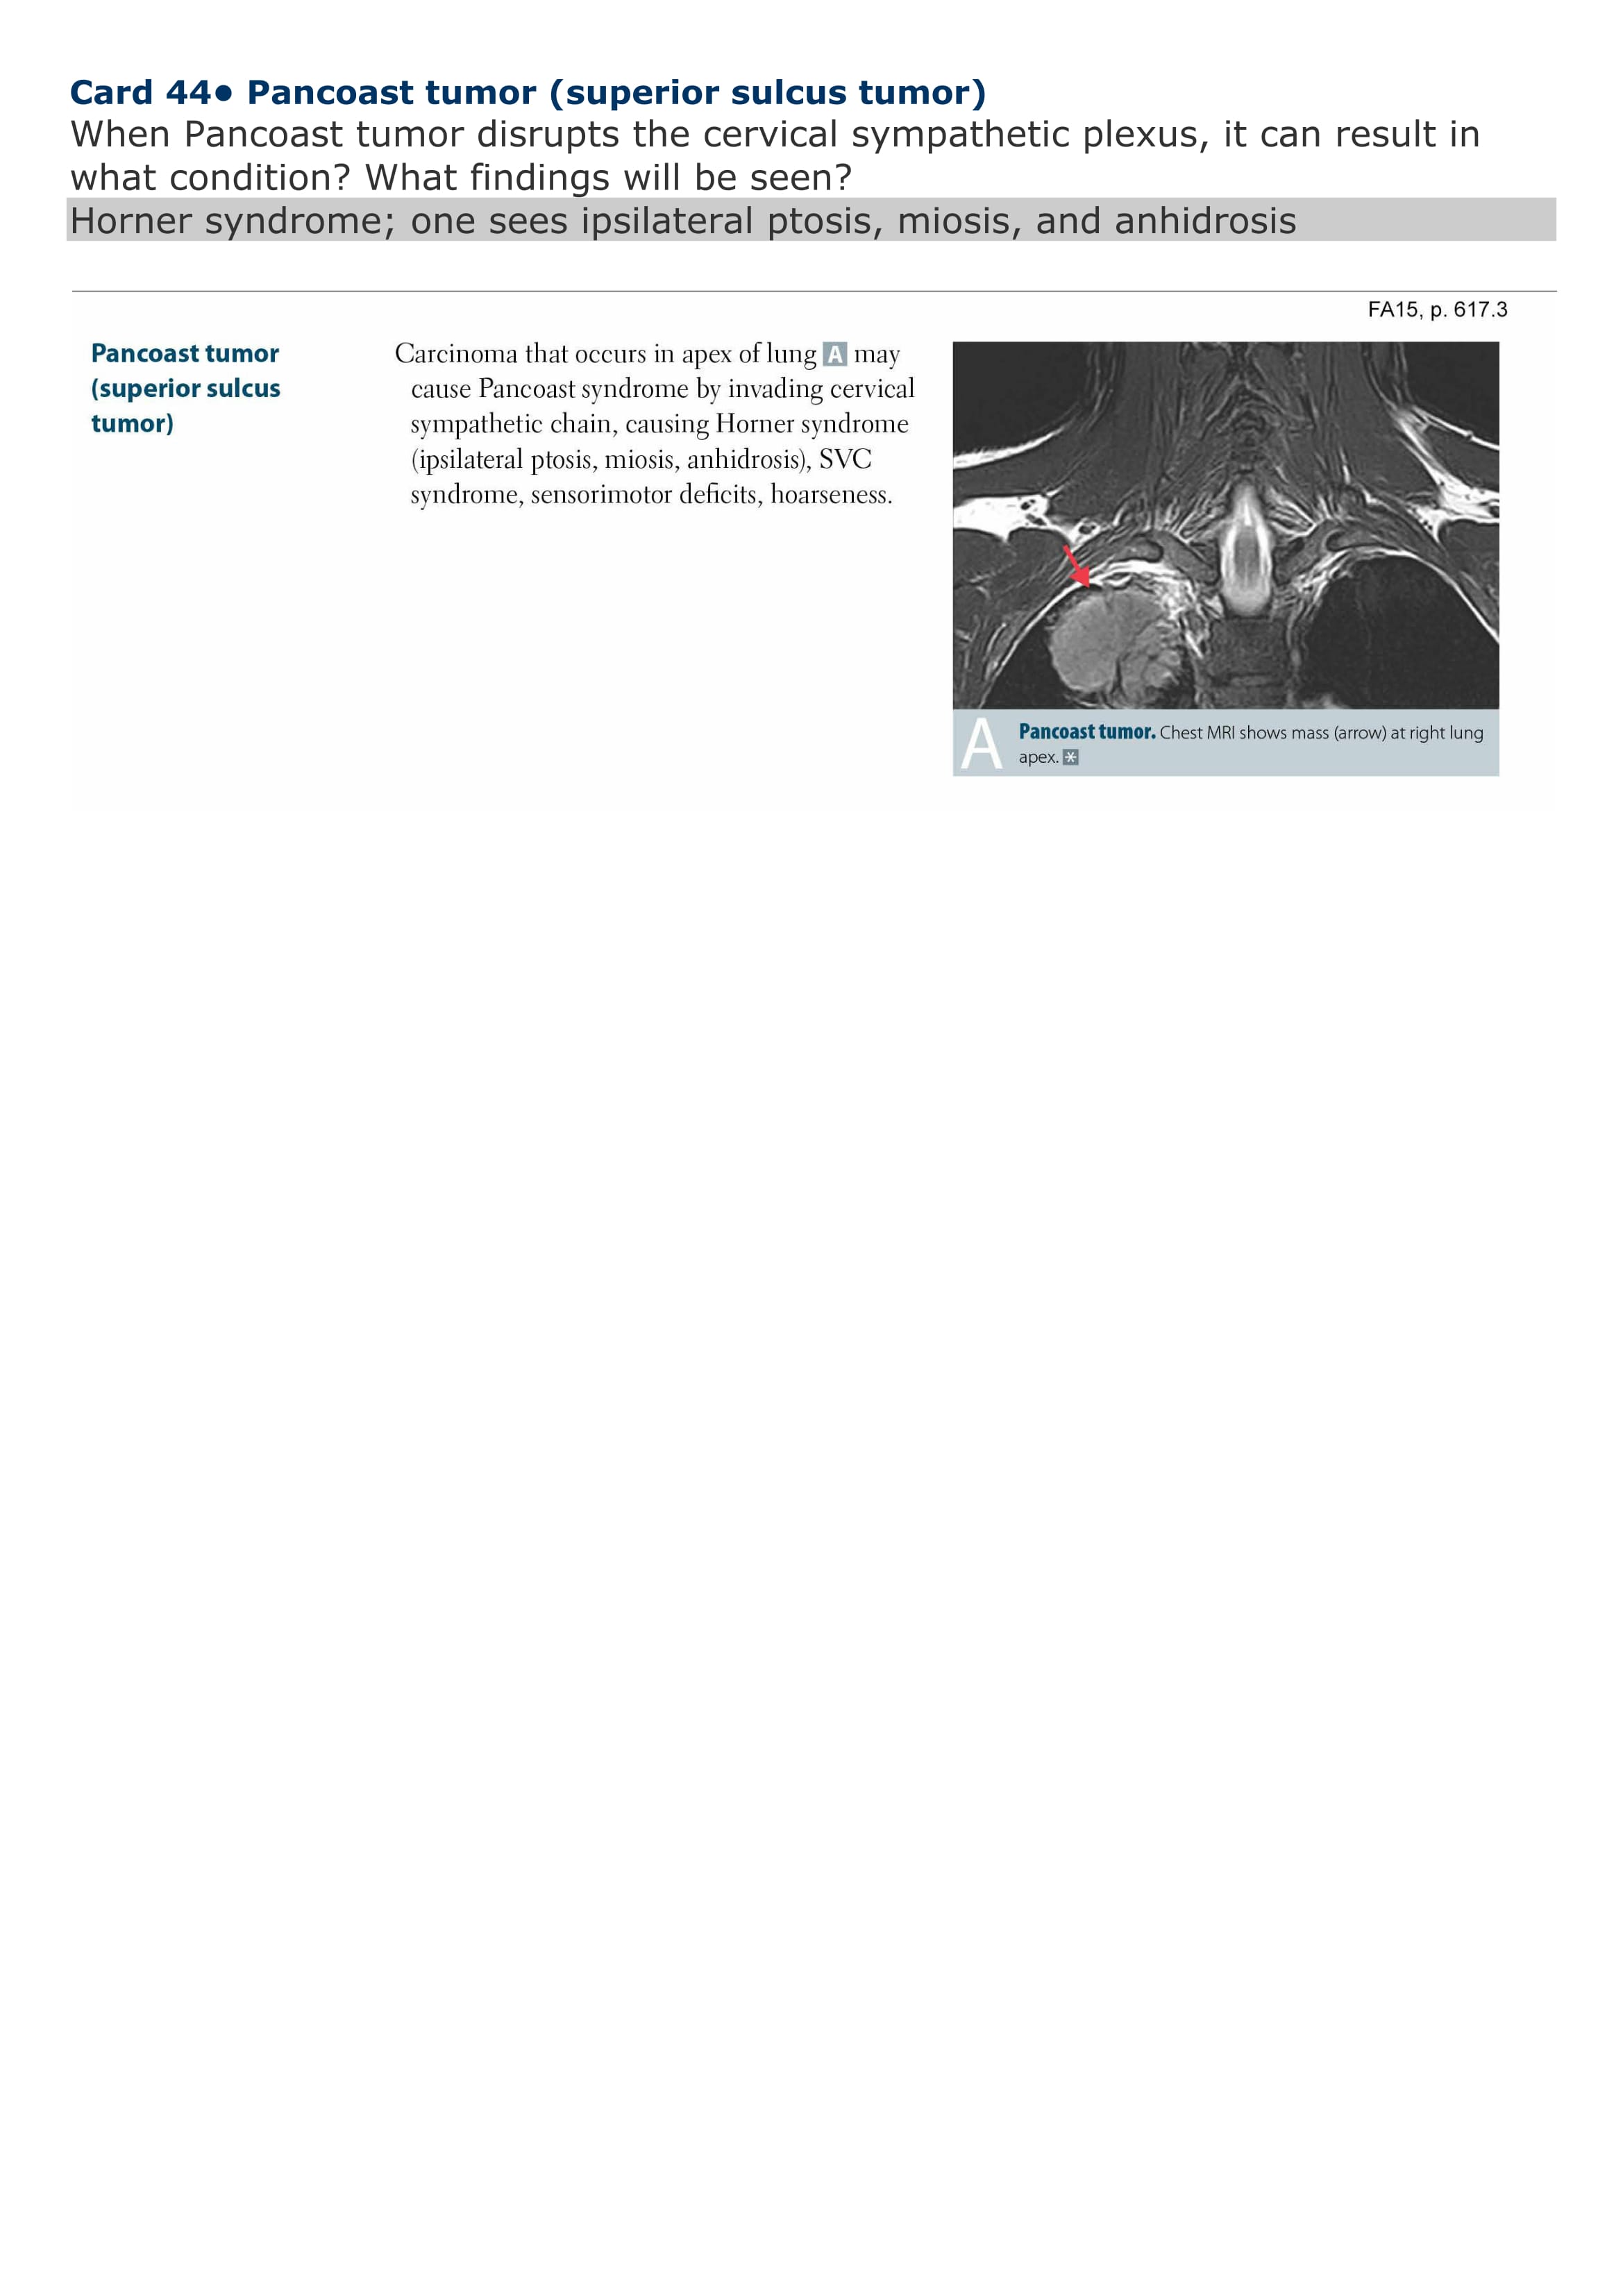 Card 44● Pancoast tumor (superior sulcus tumor)
When Pancoast tumor disrupts the cervical sympathetic plexus, it can result in
what condition? What findings will be seen?
Horner syndrome; one sees ipsilateral ptosis, miosis, and anhidrosis
FA15, p. 617.3
Pancoast tumor
(superior sulcus
tumor)
Carcinoma that occurs in apex of lung A may
cause Pancoast syndrome by invading cervical
sympathetic chain, causing Horner syndrome
(ipsilateral ptosis, miosis, anhidrosis), SVC
syndrome, sensorimotor deficits, hoarseness.
A
Pancoast tumor. Chest MRI shows mass (arrow) at right lung
apex. *